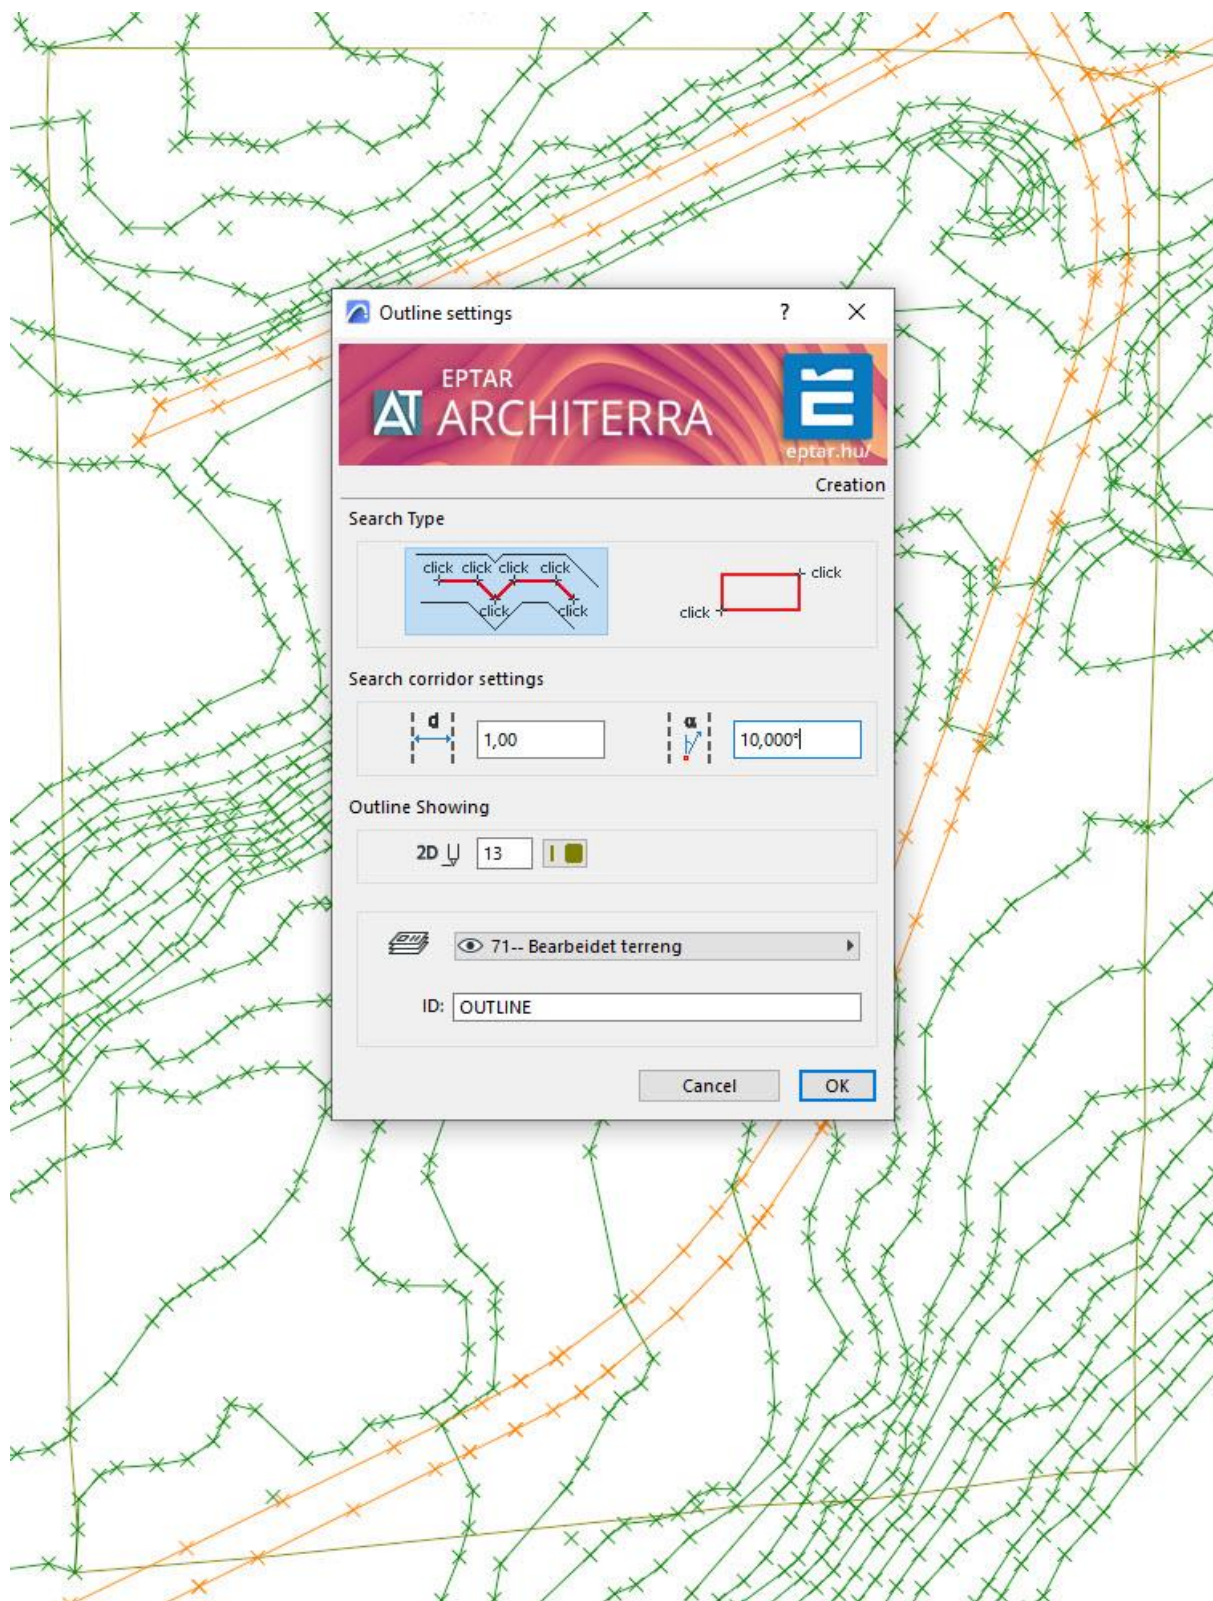 Outline settings
?
EPTAR
AT ARCHITERRA
eptar.hu/
Creation
Search Type
click click click click
click click
click
click
Search corridor settings
d
1,00
α
10,000°
Outline Showing
2D
13
71-- Bearbeidet terreng
ID:
OUTLINE
Cancel
OK